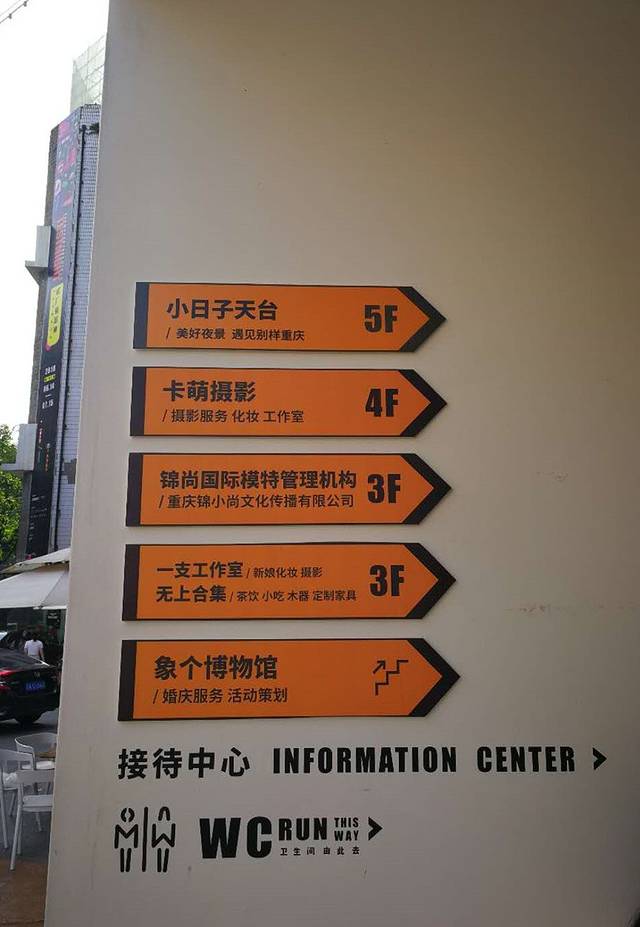 小日子天台
/ 美好夜景 遇见别样重庆
5F
卡萌摄影
/ 摄影服务 化妆 工作室
4F
锦尚国际模特管理机构
/ 重庆锦小尚文化传播有限公司
3F
一支工作室 / 新娘化妆 摄影
无上合集 / 茶饮 小吃 木器 定制家具
3F
象个博物馆
/ 婚庆服务 活动策划
接待中心 INFORMATION CENTER >
WC RUN THIS WAY >
卫生间由此去